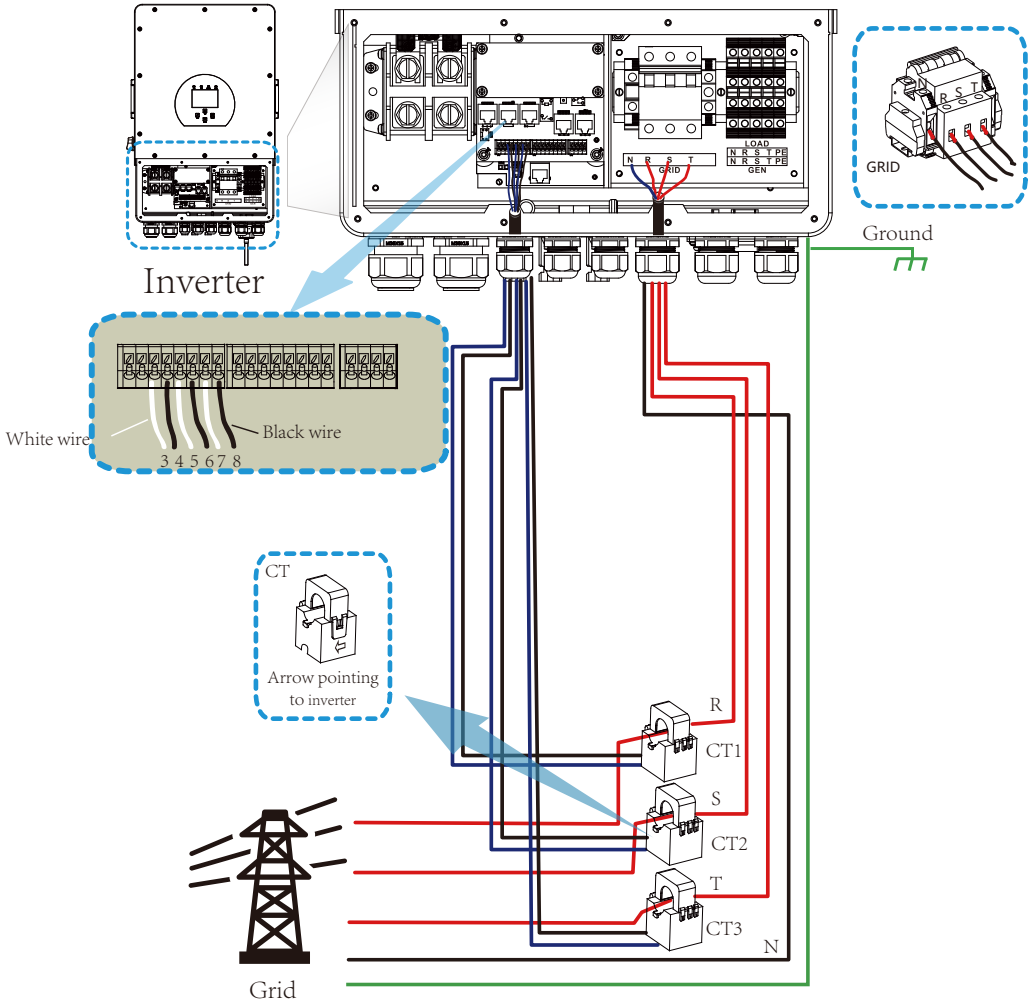 Inverter
R S T
GRID
LOAD
N R S T PE
N R S T PE
GEN
N R S T
GRID
Ground
White wire
Black wire
3 4 5 6 7 8
CT
Arrow pointing
to inverter
R
CT1
S
CT2
T
CT3
N
Grid